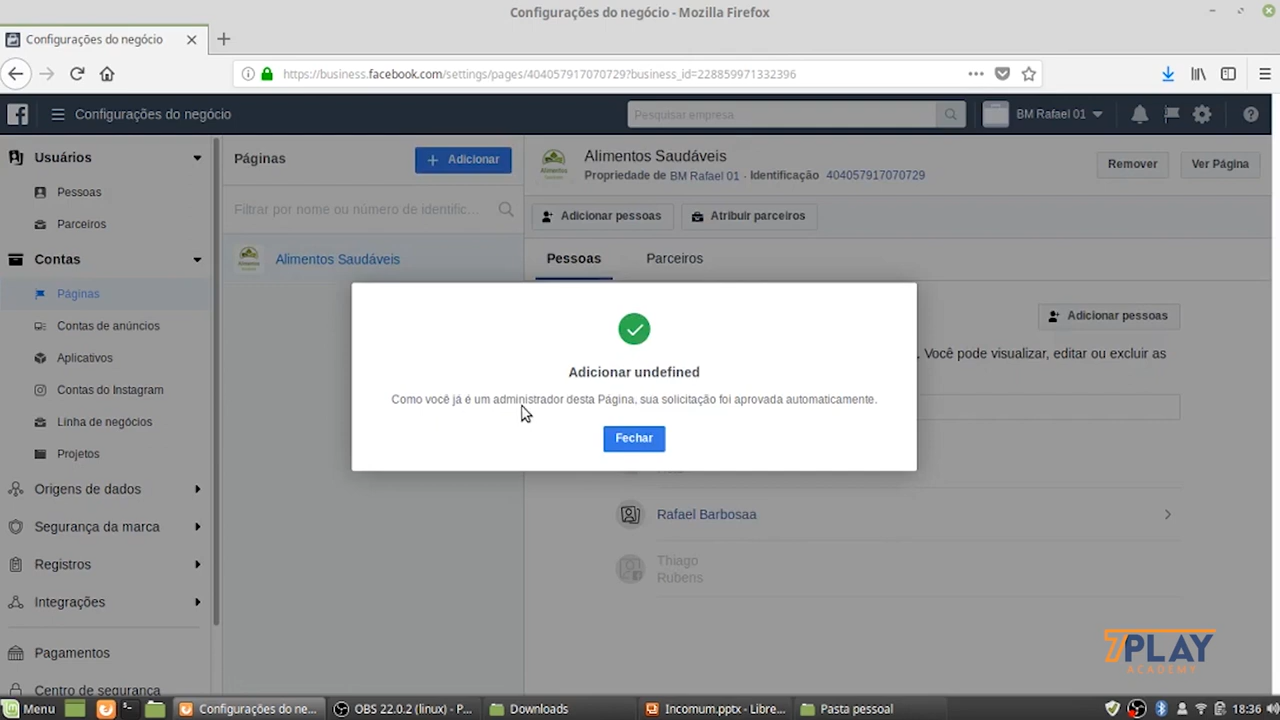 Configurações do negócio - Mozilla Firefox
Configurações do negócio
https://business.facebook.com/settings/pages/404057917070729?business_id=228859971332396
Configurações do negócio
Pesquisar empresa
BM Rafael 01
Usuários
Pessoas
Parceiros
Contas
Páginas
Contas de anúncios
Aplicativos
Contas do Instagram
Linha de negócios
Projetos
Origens de dados
Segurança da marca
Registros
Integrações
Pagamentos
Centro de segurança
Páginas
+ Adicionar
Filtrar por nome ou número de identific...
Alimentos Saudáveis
Alimentos Saudáveis
Propriedade de BM Rafael 01 · Identificação 404057917070729
Remover
Ver Página
Adicionar pessoas
Atribuir parceiros
Pessoas
Parceiros
Adicionar pessoas
. Você pode visualizar, editar ou excluir as
Adicionar undefined
Como você já é um administrador desta Página, sua solicitação foi aprovada automaticamente.
Fechar
Rafael Barbosaa
Thiago
Rubens
7PLAY
ACADEMY
Menu
Configurações do ne...
OBS 22.0.2 (linux) - P...
Downloads
Incomum.pptx - Libre...
Pasta pessoal
18:36